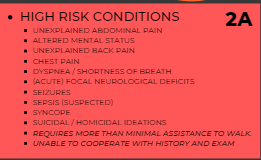 • HIGH RISK CONDITIONS 2A
▪ UNEXPLAINED ABDOMINAL PAIN
▪ ALTERED MENTAL STATUS
▪ UNEXPLAINED BACK PAIN
▪ CHEST PAIN
▪ DYSPNEA / SHORTNESS OF BREATH
▪ (ACUTE) FOCAL NEUROLOGICAL DEFICITS
▪ SEIZURES
▪ SEPSIS (SUSPECTED)
▪ SYNCOPE
▪ SUICIDAL / HOMICIDAL IDEATIONS
▪ REQUIRES MORE THAN MINIMAL ASSISTANCE TO WALK.
▪ UNABLE TO COOPERATE WITH HISTORY AND EXAM